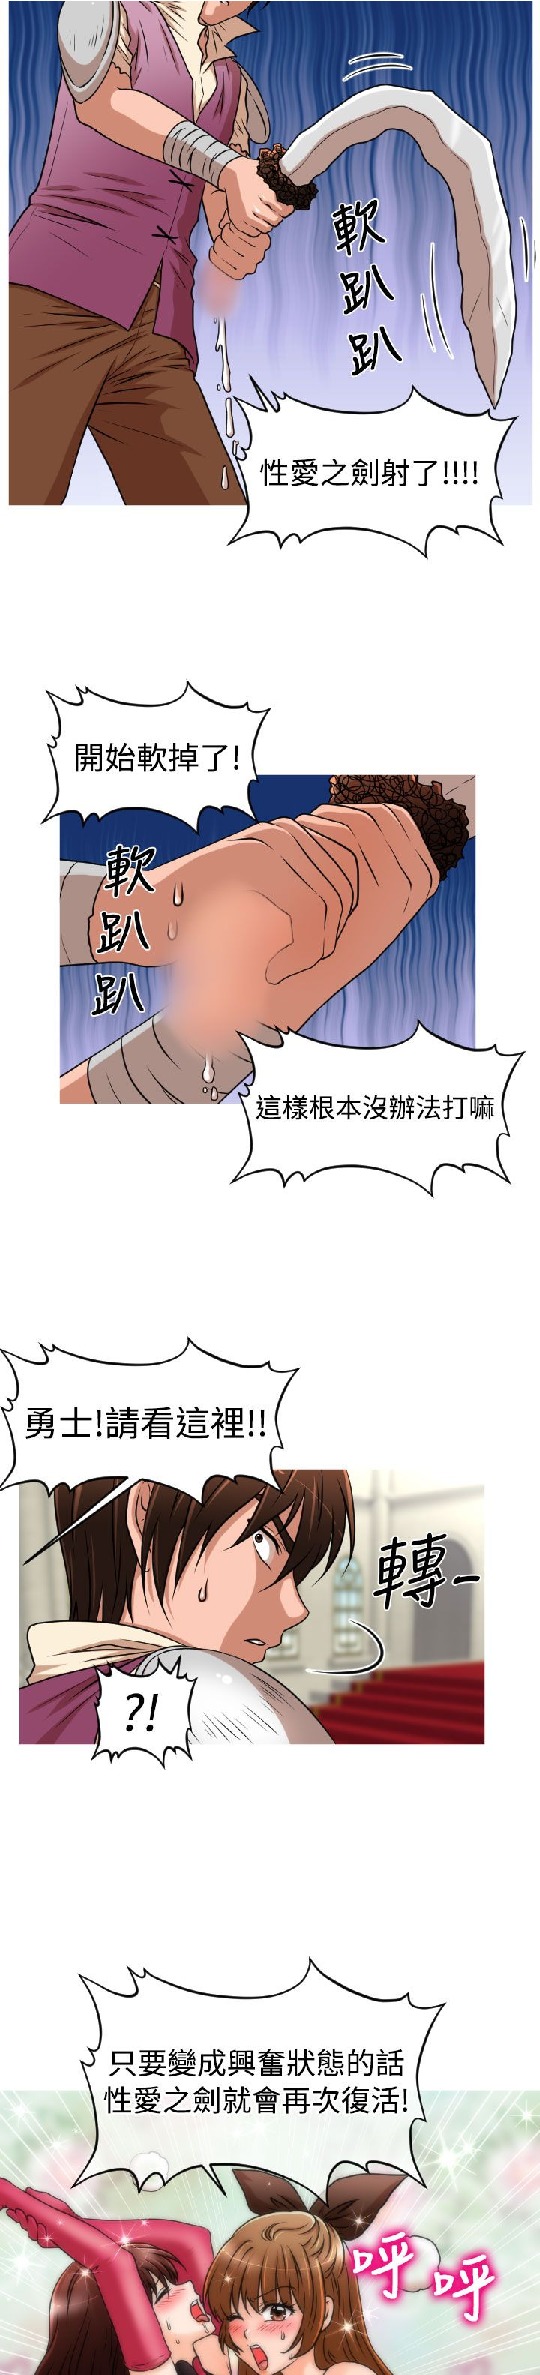 軟趴趴
性愛之劍射了!!!!
開始軟掉了!
軟趴趴
這樣根本沒辦法打嘛
勇士!請看這裡!!
轉-
?!
只要變成興奮狀態的話
性愛之劍就會再次復活!
呼
呼